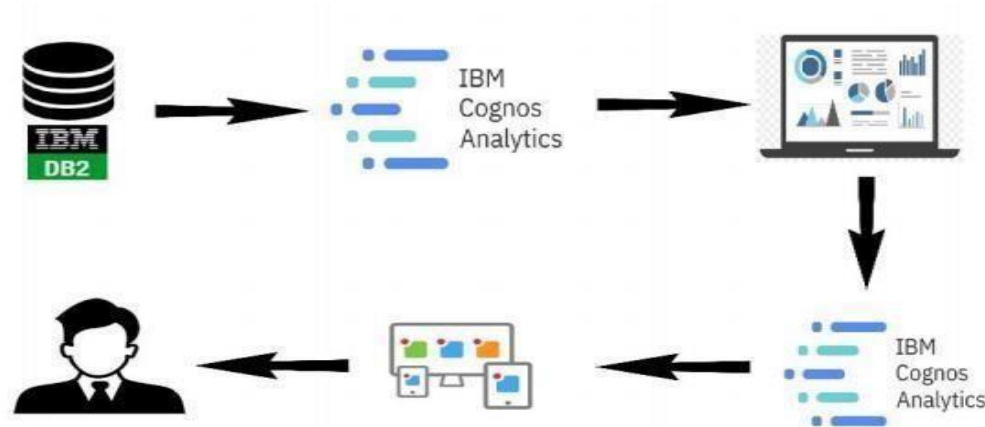 IBM
DB2
IBM
Cognos
Analytics
IBM
Cognos
Analytics